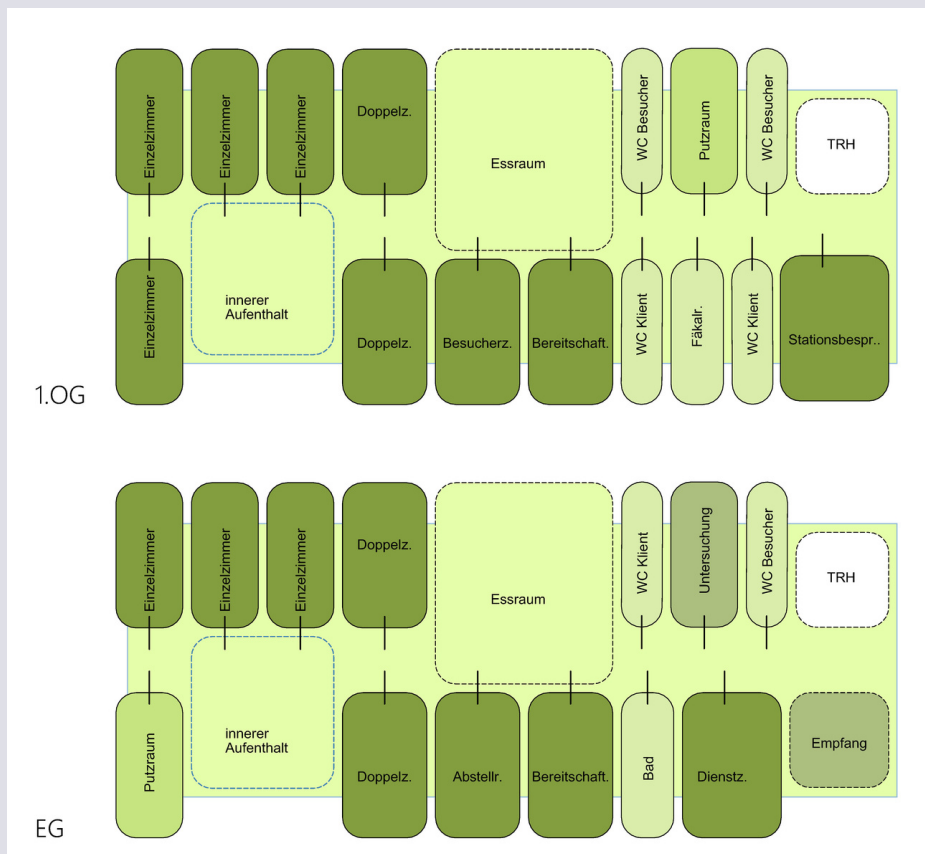 Einzelzimmer
Einzelzimmer
Einzelzimmer
Doppelz.
Essraum
WC Besucher
Putzraum
WC Besucher
TRH
Einzelzimmer
innerer
Aufenthalt
Doppelz.
Besucherz.
Bereitschaft.
WC Klient
Fäkalr.
WC Klient
Stationsbespr..
1.OG
Einzelzimmer
Einzelzimmer
Einzelzimmer
Doppelz.
Essraum
WC Klient
Untersuchung
WC Besucher
TRH
Putzraum
innerer
Aufenthalt
Doppelz.
Abstellr.
Bereitschaft.
Bad
Dienstz.
Empfang
EG